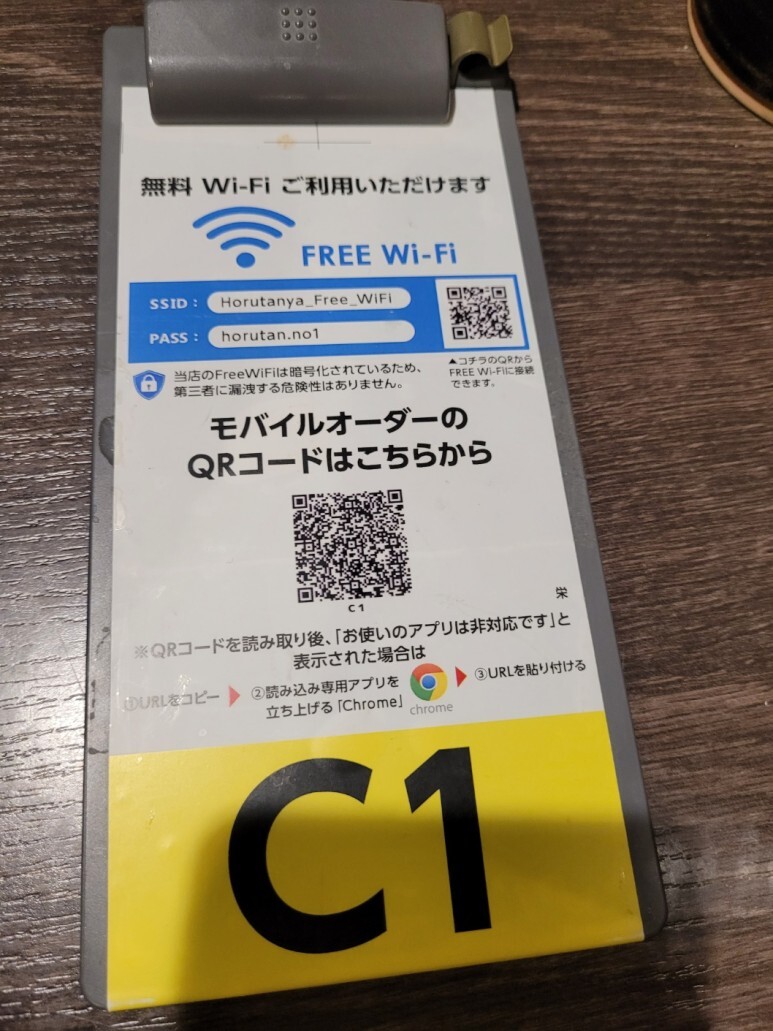 無料 Wi-Fi ご利用いただけます
FREE Wi-Fi
SSID： Horutanya_Free_WiFi
PASS： horutan.no1
▲コチラのQRから
FREE Wi-Fiに接続
できます。
当店のFreeWiFiは暗号化されているため、
第三者に漏洩する危険性はありません。
モバイルオーダーの
QRコードはこちらから
C1
栄
※QRコードを読み取り後、「お使いのアプリは非対応です」と
表示された場合は
①URLをコピー ▶ ②読み込み専用アプリを
立ち上げる「Chrome」
chrome
▶ ③URLを貼り付ける
C1